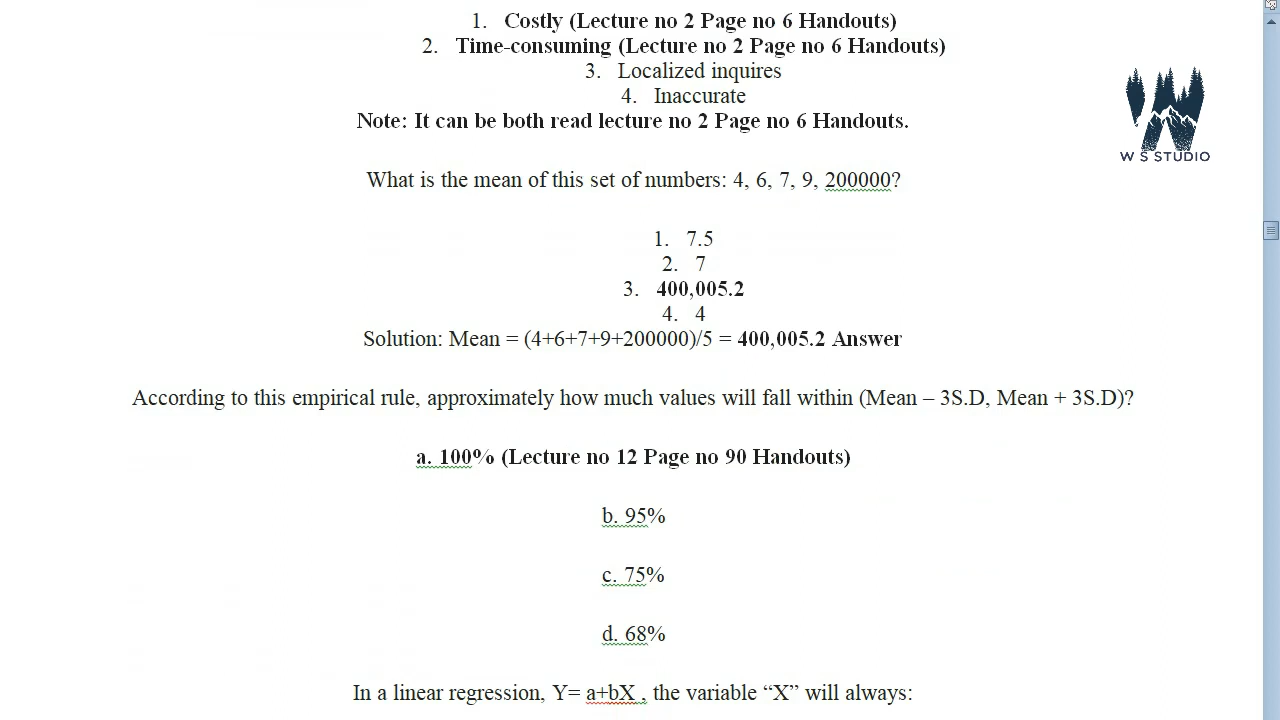 1. Costly (Lecture no 2 Page no 6 Handouts)
2. Time-consuming (Lecture no 2 Page no 6 Handouts)
3. Localized inquires
4. Inaccurate
Note: It can be both read lecture no 2 Page no 6 Handouts.
W S STUDIO
What is the mean of this set of numbers: 4, 6, 7, 9, 200000?
1. 7.5
2. 7
3. 400,005.2
4. 4
Solution: Mean = (4+6+7+9+200000)/5 = 400,005.2 Answer
According to this empirical rule, approximately how much values will fall within (Mean – 3S.D, Mean + 3S.D)?
a. 100% (Lecture no 12 Page no 90 Handouts)
b. 95%
c. 75%
d. 68%
In a linear regression, Y= a+bX , the variable “X” will always: